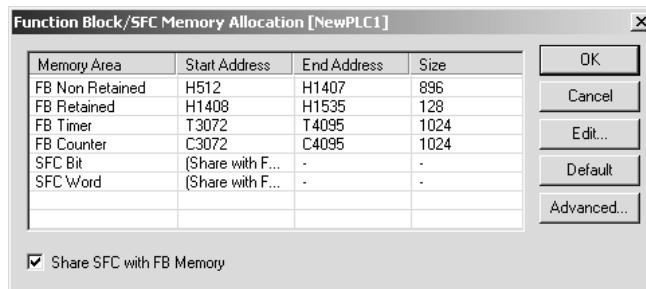 Function Block/SFC Memory Allocation [NewPLC1]
Memory Area Start Address End Address Size
FB Non Retained H512 H1407 896
FB Retained H1408 H1535 128
FB Timer T3072 T4095 1024
FB Counter C3072 C4095 1024
SFC Bit (Share with F... - -
SFC Word (Share with F... - -
OK
Cancel
Edit...
Default
Advanced...
Share SFC with FB Memory